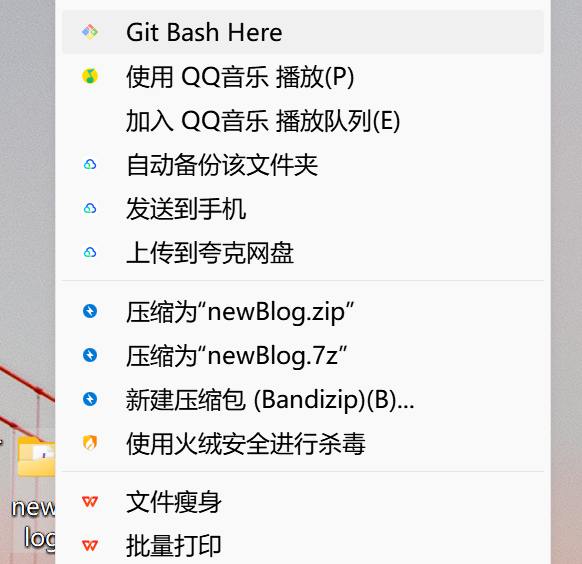 Git Bash Here
使用 QQ音乐 播放(P)
加入 QQ音乐 播放队列(E)
自动备份该文件夹
发送到手机
上传到夸克网盘
压缩为“newBlog.zip”
压缩为“newBlog.7z”
新建压缩包 (Bandizip)(B)...
使用火绒安全进行杀毒
new
log
文件瘦身
批量打印